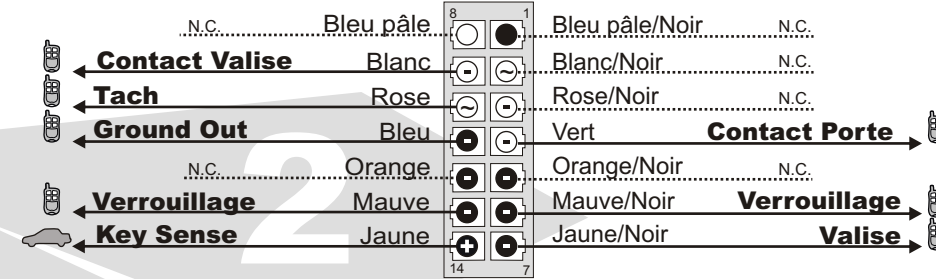 8 1
N.C. Bleu pâle Bleu pâle/Noir N.C.
Contact Valise Blanc Blanc/Noir N.C.
Tach Rose Rose/Noir N.C.
Ground Out Bleu Vert Contact Porte
N.C. Orange Orange/Noir N.C.
Verrouillage Mauve Mauve/Noir Verrouillage
Key Sense Jaune Jaune/Noir Valise
14 7
2